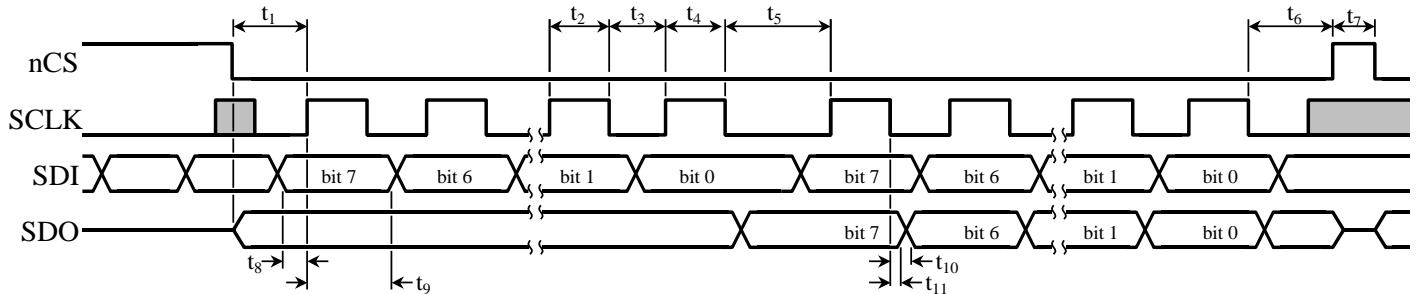 t1 t2 t3 t4 t5 t6 t7
nCS
SCLK
SDI bit 7 bit 6 bit 1 bit 0 bit 7 bit 6 bit 1 bit 0
SDO bit 7 bit 6 bit 1 bit 0
t8 t10
t9 t11